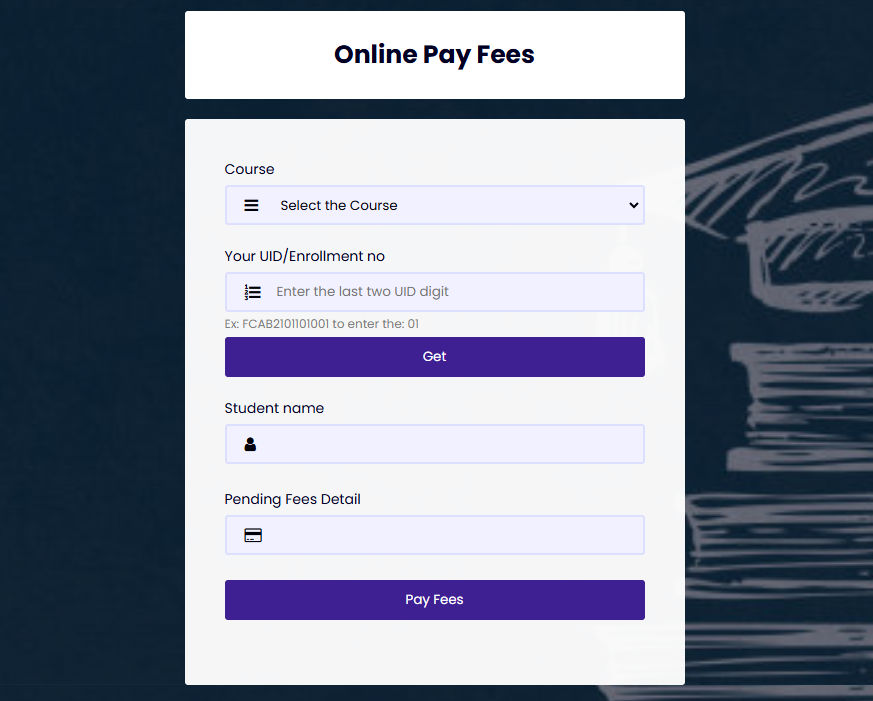 Online Pay Fees
Course
Select the Course
Your UID/Enrollment no
Enter the last two UID digit
Ex: FCAB2101101001 to enter the: 01
Get
Student name
Pending Fees Detail
Pay Fees